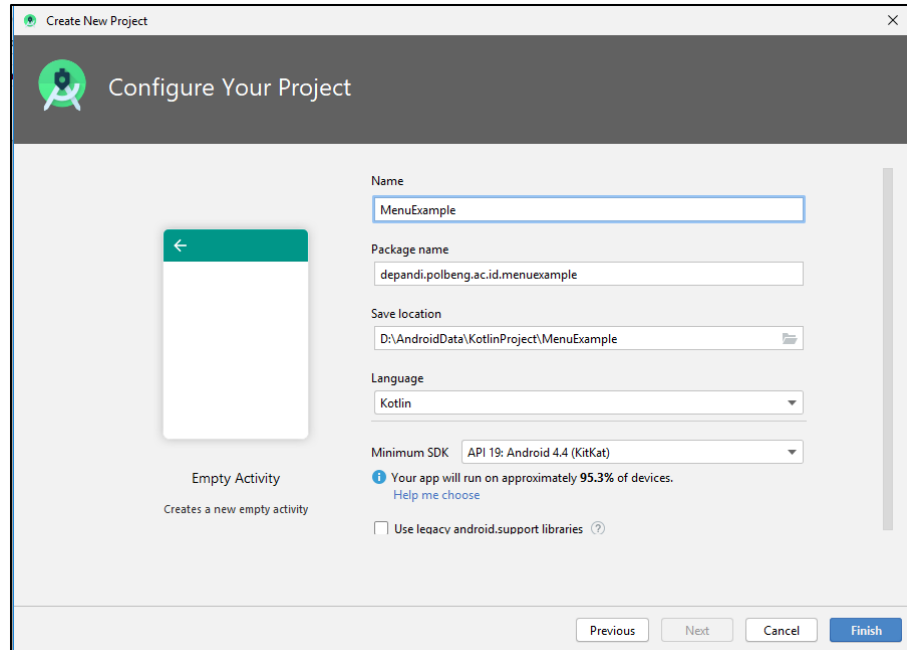 Create New Project
Configure Your Project
Name
MenuExample
Package name
depandi.polbeng.ac.id.menuexample
Save location
D:\AndroidData\KotlinProject\MenuExample
Language
Kotlin
Minimum SDK API 19: Android 4.4 (KitKat)
Your app will run on approximately 95.3% of devices.
Help me choose
Use legacy android.support libraries ?
Empty Activity
Creates a new empty activity
Previous Next Cancel Finish